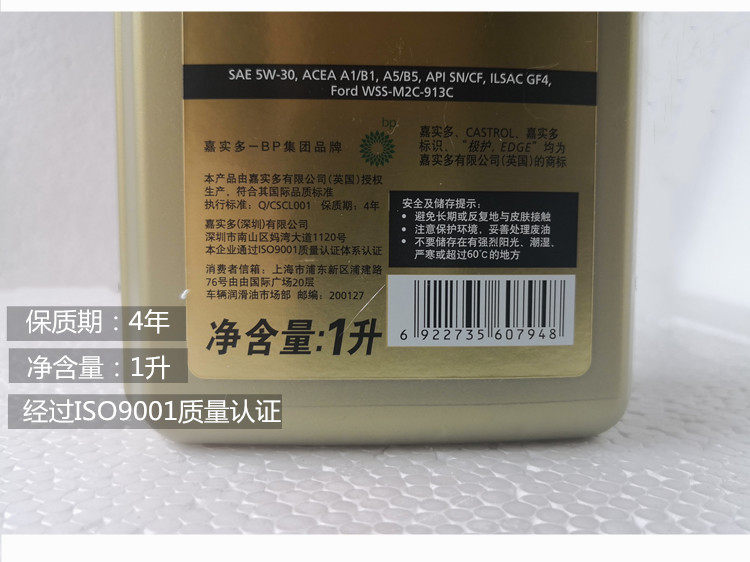 SAE 5W-30, ACEA A1/B1, A5/B5, API SN/CF, ILSAC GF4,
Ford WSS-M2C-913C
bp
嘉实多—BP集团品牌
嘉实多、CASTROL、嘉实多
标识、“极护, EDGE”均为
嘉实多有限公司(英国)的商标
本产品由嘉实多有限公司(英国)授权
生产，符合其国际品质标准
执行标准: Q/CSCL001 保质期: 4年
嘉实多(深圳)有限公司
深圳市南山区妈湾大道1120号
本企业通过ISO9001质量认证体系认证
消费者信箱: 上海市浦东新区浦建路
76号由由国际广场20层
车辆润滑油市场部 邮编: 200127
安全及储存提示:
• 避免长期或反复地与皮肤接触
• 注意保护环境，妥善处理废油
• 不要储存在有强烈阳光、潮湿、
严寒或超过60℃的地方
净含量:1升
6 922735 607948
保质期：4年
净含量：1升
经过ISO9001质量认证